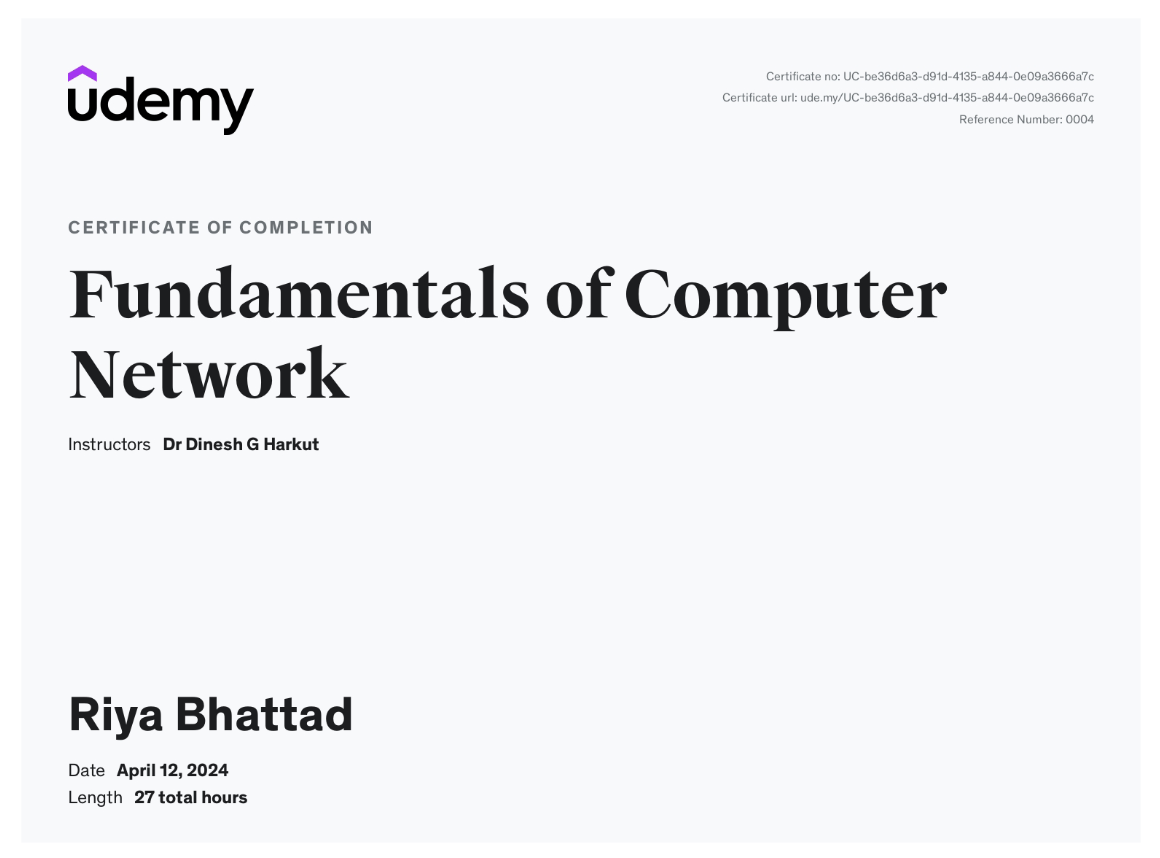 udemy
Certificate no: UC-be36d6a3-d91d-4135-a844-0e09a3666a7c
Certificate url: ude.my/UC-be36d6a3-d91d-4135-a844-0e09a3666a7c
Reference Number: 0004
CERTIFICATE OF COMPLETION
Fundamentals of Computer
Network
Instructors Dr Dinesh G Harkut
Riya Bhattad
Date April 12, 2024
Length 27 total hours